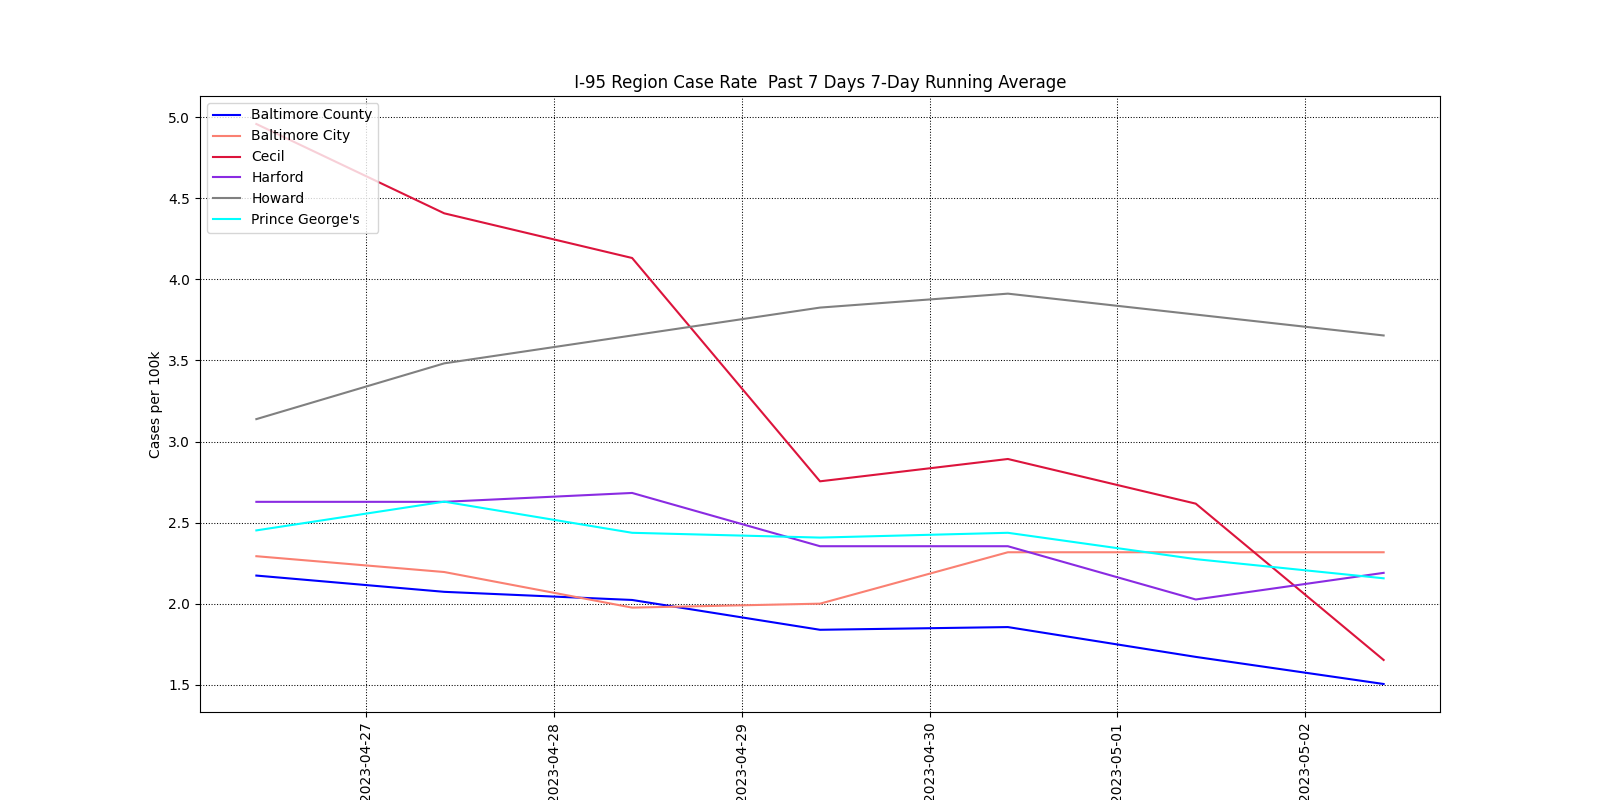 I-95 Region Case Rate  Past 7 Days 7-Day Running Average
Baltimore County
Baltimore City
Cecil
Harford
Howard
Prince George's
Cases per 100k
5.0
4.5
4.0
3.5
3.0
2.5
2.0
1.5
2023-04-27
2023-04-28
2023-04-29
2023-04-30
2023-05-01
2023-05-02